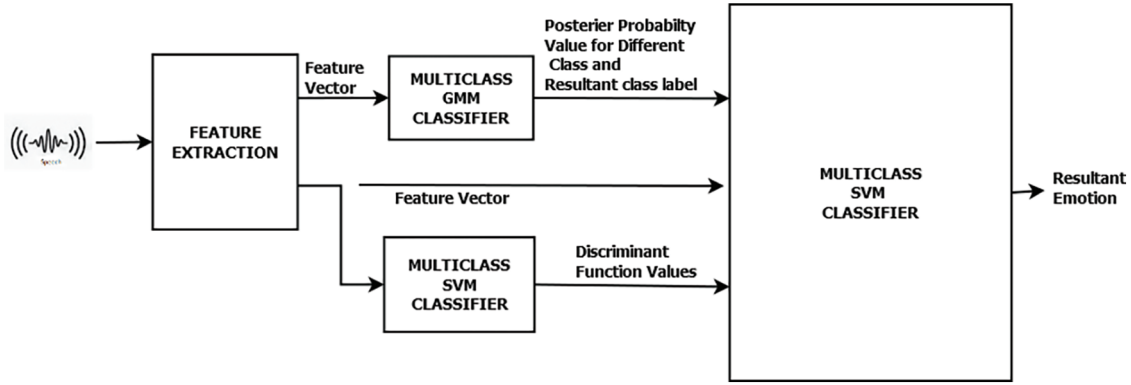 Speech
FEATURE
EXTRACTION
Feature
Vector
MULTICLASS
GMM
CLASSIFIER
Posterier Probabilty
Value for Different
Class and
Resultant class label
Feature Vector
MULTICLASS
SVM
CLASSIFIER
Discriminant
Function Values
MULTICLASS
SVM
CLASSIFIER
Resultant
Emotion